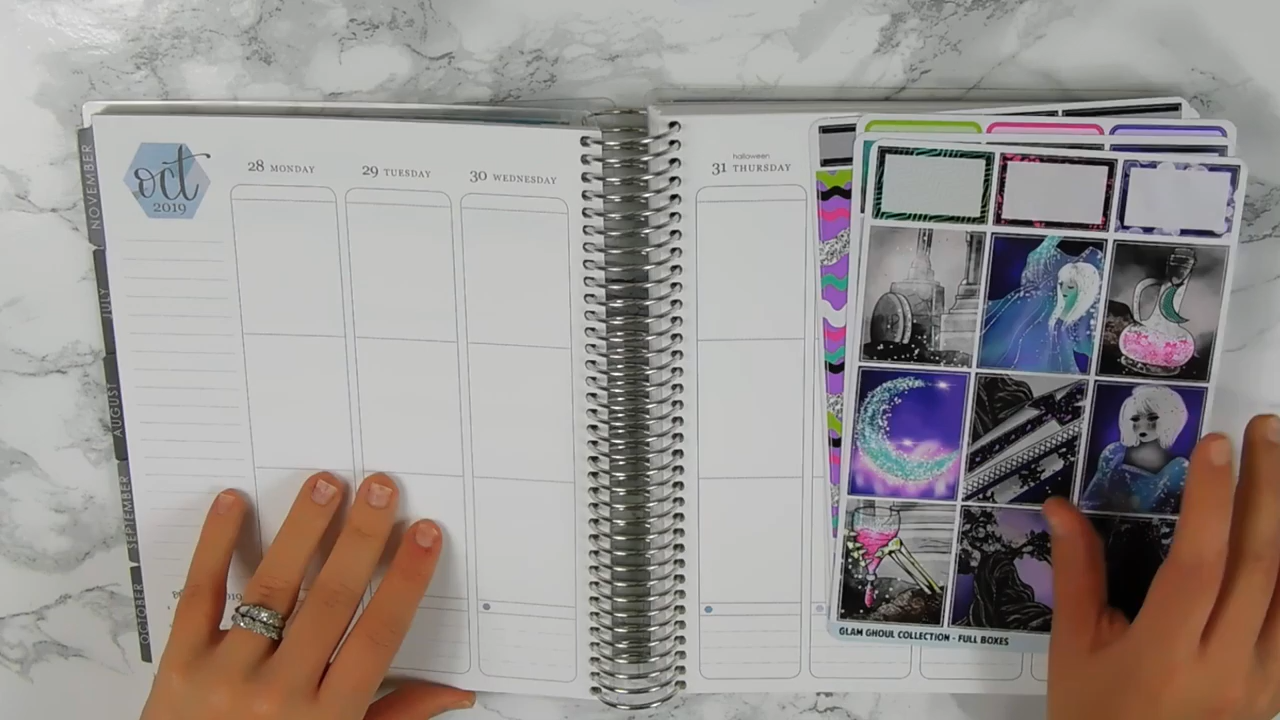 NOVEMBER
JULY
AUGUST
SEPTEMBER
OCTOBER
oct
2019
28 MONDAY
29 TUESDAY
30 WEDNESDAY
halloween
31 THURSDAY
GLAM GHOUL COLLECTION - FULL BOXES